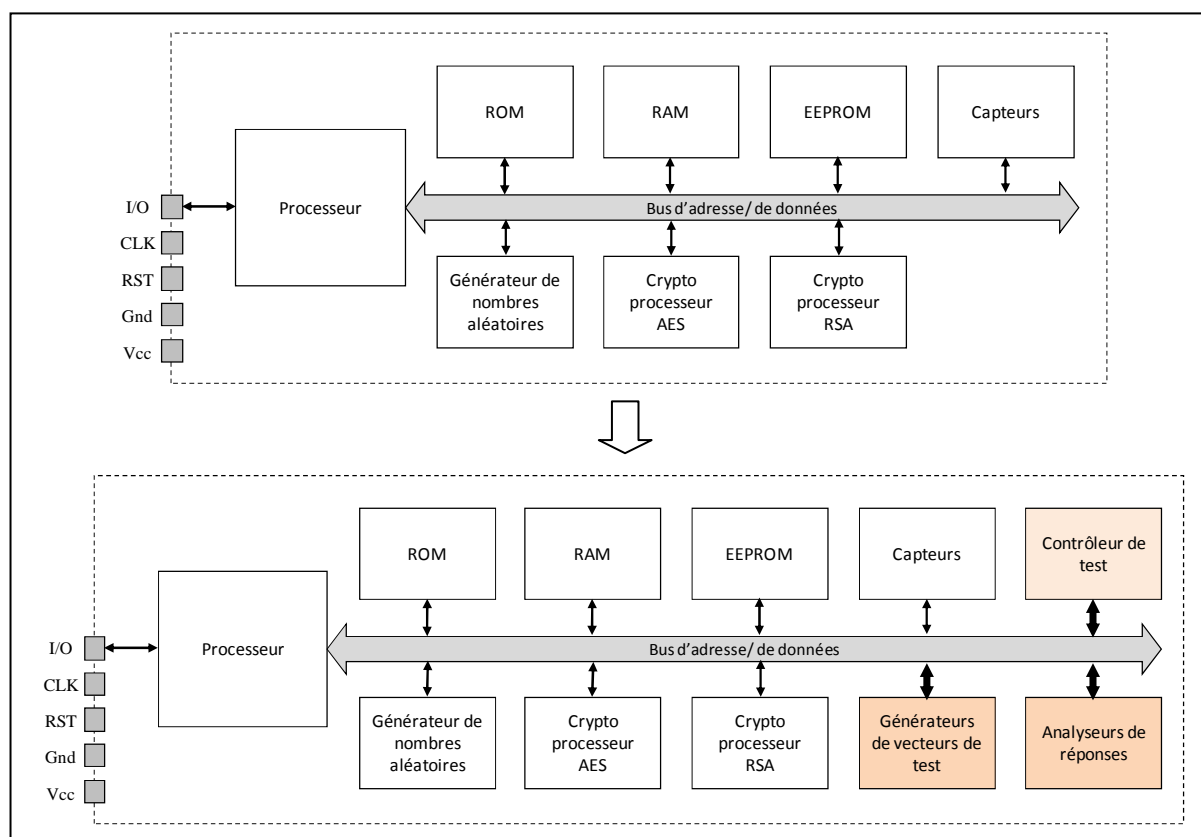 ROM
RAM
EEPROM
Capteurs
Processeur
I/O
CLK
RST
Gnd
Vcc
Bus d'adresse/ de données
Générateur de
nombres
aléatoires
Crypto
processeur
AES
Crypto
processeur
RSA
ROM
RAM
EEPROM
Capteurs
Contrôleur de
test
Processeur
I/O
CLK
RST
Gnd
Vcc
Bus d'adresse/ de données
Générateur de
nombres
aléatoires
Crypto
processeur
AES
Crypto
processeur
RSA
Générateurs
de vecteurs de
test
Analyseurs de
réponses